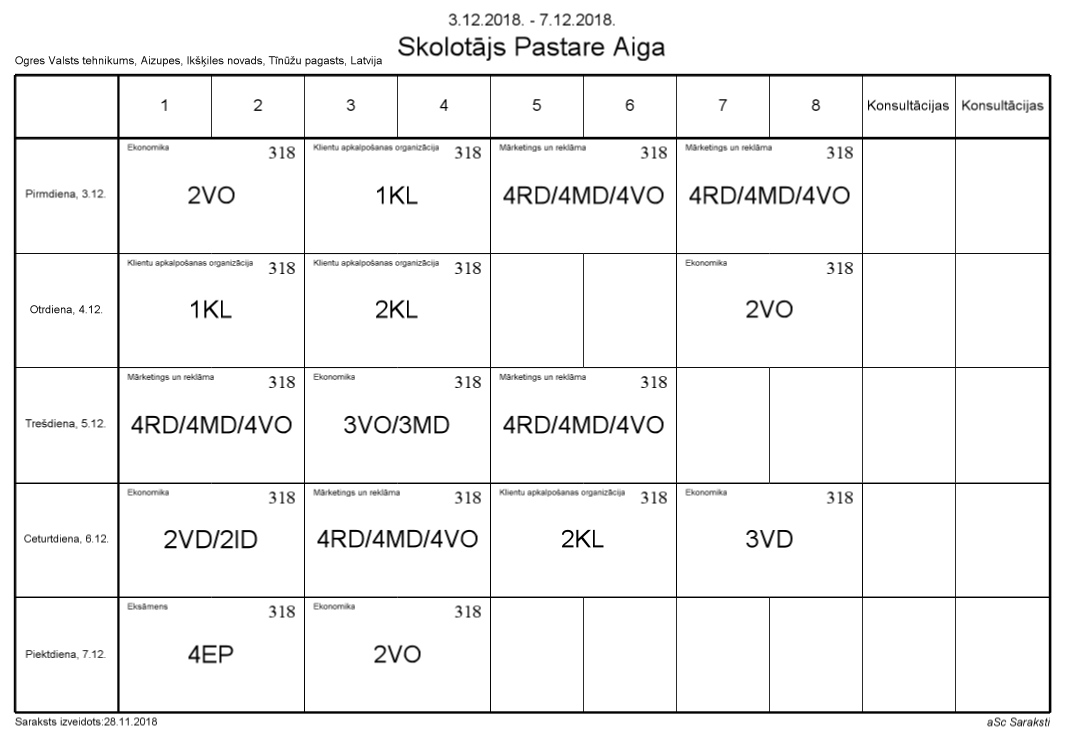 3.12.2018. - 7.12.2018.
Skolotājs Pastare Aiga
Ogres Valsts tehnikums, Aizupes, Ikšķiles novads, Tīnūžu pagasts, Latvija
1 2 3 4 5 6 7 8 Konsultācijas Konsultācijas
Pirmdiena, 3.12.
Ekonomika 318
2VO
Klientu apkalpošanas organizācija 318
1KL
Mārketings un reklāma 318
4RD/4MD/4VO
Mārketings un reklāma 318
4RD/4MD/4VO
Otrdiena, 4.12.
Klientu apkalpošanas organizācija 318
1KL
Klientu apkalpošanas organizācija 318
2KL
Ekonomika 318
2VO
Trešdiena, 5.12.
Mārketings un reklāma 318
4RD/4MD/4VO
Ekonomika 318
3VO/3MD
Mārketings un reklāma 318
4RD/4MD/4VO
Ceturtdiena, 6.12.
Ekonomika 318
2VD/2ID
Mārketings un reklāma 318
4RD/4MD/4VO
Klientu apkalpošanas organizācija 318
2KL
Ekonomika 318
3VD
Piektdiena, 7.12.
Eksāmens 318
4EP
Ekonomika 318
2VO
Saraksts izveidots:28.11.2018
aSc Saraksti